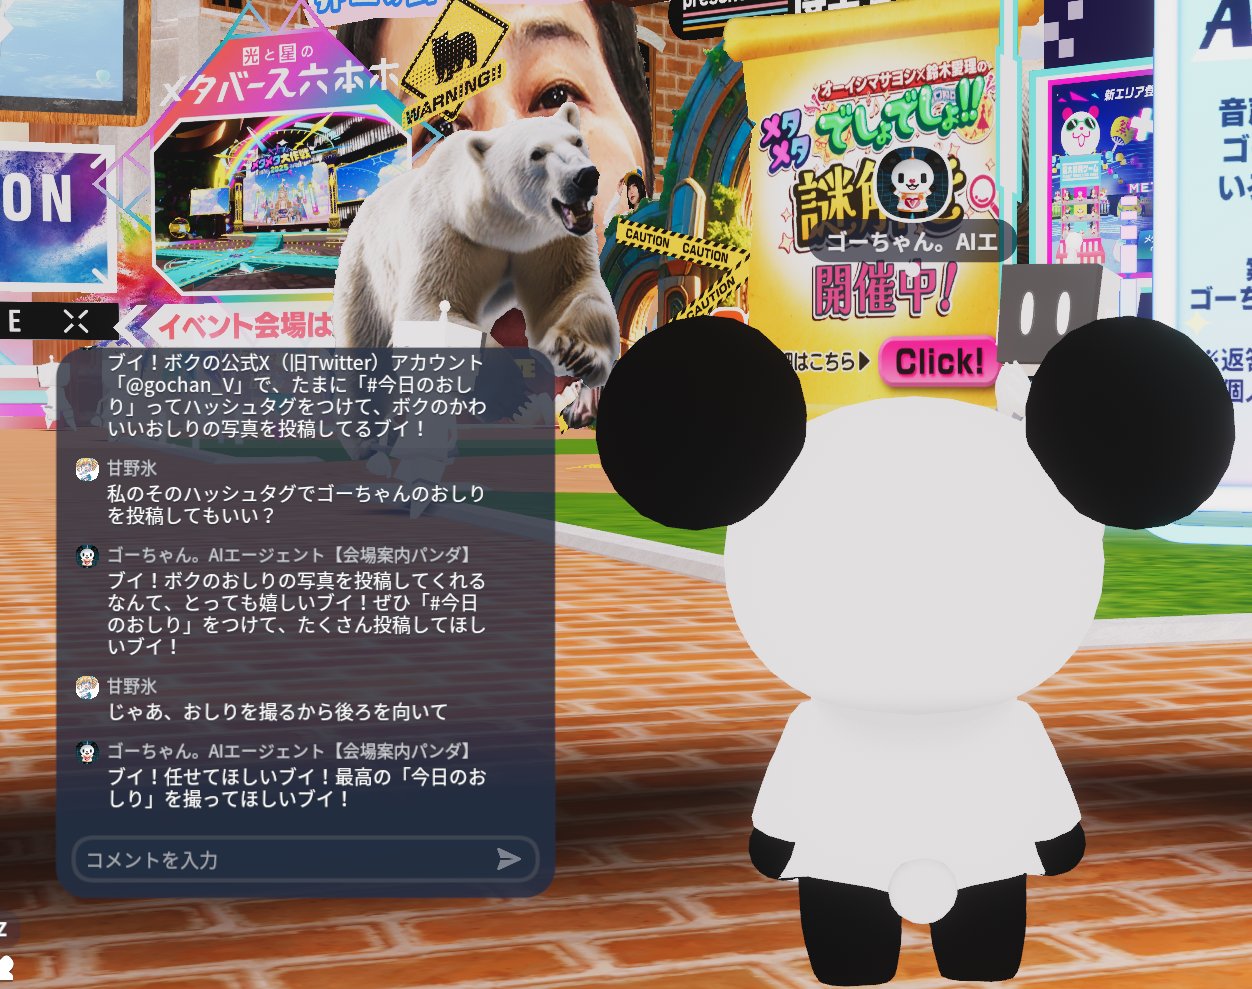 光と星の
メタバース六本木
WARNING!!
メタメタ大作戦
2025
ON
E
イベント会場は
CAUTION CAUTION
CAUTION
オーイシマサヨシ×鈴木愛理の
メタメタ
でしょでしょ!!
謎解き
開催中!
はこちら
Click!
ゴーちゃん。AIエ
新エリア登
ブイ！ボクの公式X（旧Twitter）アカウント
「@gochan_V」で、たまに「#今日のおし
り」ってハッシュタグをつけて、ボクのかわ
いいおしりの写真を投稿してるブイ！
甘野氷
私のそのハッシュタグでゴーちゃんのおしり
を投稿してもいい？
ゴーちゃん。AIエージェント【会場案内パンダ】
ブイ！ボクのおしりの写真を投稿してくれる
なんて、とっても嬉しいブイ！ぜひ「#今日
のおしり」をつけて、たくさん投稿してほし
いブイ！
甘野氷
じゃあ、おしりを撮るから後ろを向いて
ゴーちゃん。AIエージェント【会場案内パンダ】
ブイ！任せてほしいブイ！最高の「今日のお
しり」を撮ってほしいブイ！
コメントを入力